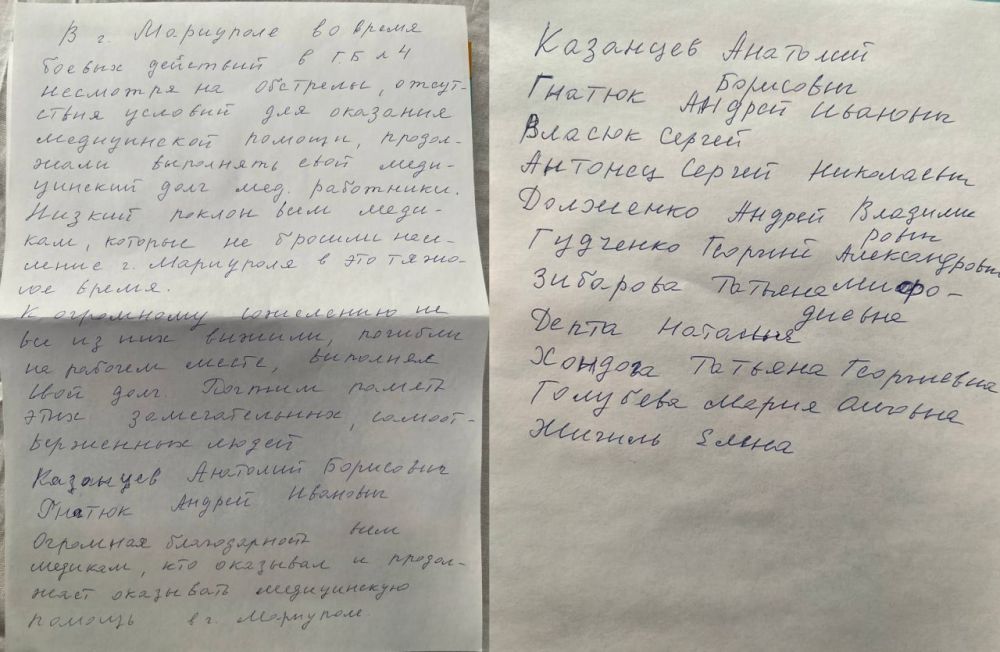 В г. Мариуполе во время
боевых действий в ГБ №4
несмотря на обстрелы, отсут-
ствия условий для оказания
медицинской помощи, продол-
жали выполнять свой меди-
цинский долг мед. работники.
Низкий поклон всем меди-
кам, которые не бросили насе-
ление г. Мариуполя в это тяжё-
лое время.
К огромному сожелению не
все из них выжили, погибли
на рабочем месте, выполняя
свой долг. Почтим память
этих замечательных, самоот-
верженных людей
Казанцев Анатолий Борисович
Гнатюк Андрей Иванович
Огромная благодарность всем
медикам, кто оказывал и продол-
жает оказывать медицинскую
помощь в г. Мариуполе.
Казанцев Анатолий
Борисович
Гнатюк Андрей Иванович
Власюк Сергей
Антонец Сергей Николаевич
Долженко Андрей Владими
рович
Гудченко Георгий Александрович
Зибарова Татьяна Мифо-
диевна
Депта Наталья
Хондога Татьяна Георгиевна
Голубева Мария
Жигиль Елена